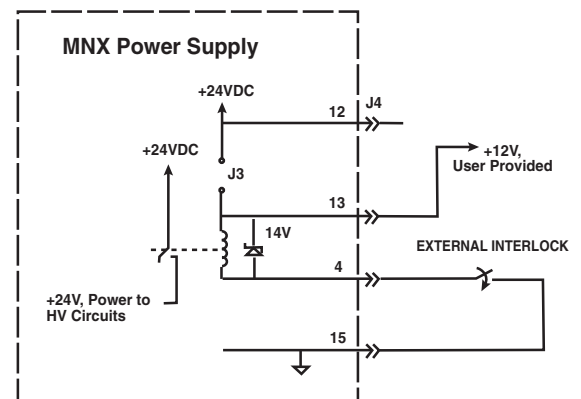 MNX Power Supply
+24VDC
12
J4
+24VDC
+12V,
User Provided
J3
13
14V
EXTERNAL INTERLOCK
4
+24V, Power to
HV Circuits
15